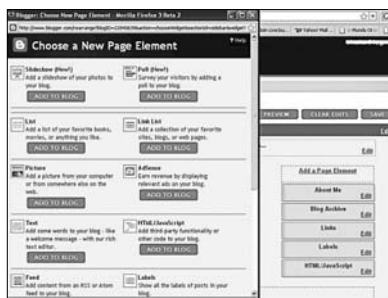 Blogger: Choose New Page Element - Mozilla Firefox 3 Beta 2
Choose a New Page Element
Help
Slideshow (New!)
Add a slideshow of your photos to
your blog.
ADD TO BLOG
Poll (New!)
Survey your visitors by adding a
poll to your blog.
ADD TO BLOG
List
Add a list of your favorite books,
movies, or anything you like.
ADD TO BLOG
Link List
Add a collection of your favorite
sites, blogs, or web pages.
ADD TO BLOG
Picture
Add a picture from your computer
or from somewhere else on the
web.
ADD TO BLOG
AdSense
Earn revenue by displaying
relevant ads on your blog.
ADD TO BLOG
Text
Add some words to your blog - like
a welcome message - with our rich
text editor.
ADD TO BLOG
HTML/JavaScript
Add third-party functionality or
other code to your blog.
ADD TO BLOG
Feed
Add content from an RSS or Atom
feed to your blog.
Labels
Show all the labels of posts in your
blog.
PREVIEW
CLEAR EDITS
SAVE
Edit
Edit
Add a Page Element
About Me
Edit
Blog Archive
Edit
Links
Edit
Labels
Edit
HTML/JavaScript
Edit